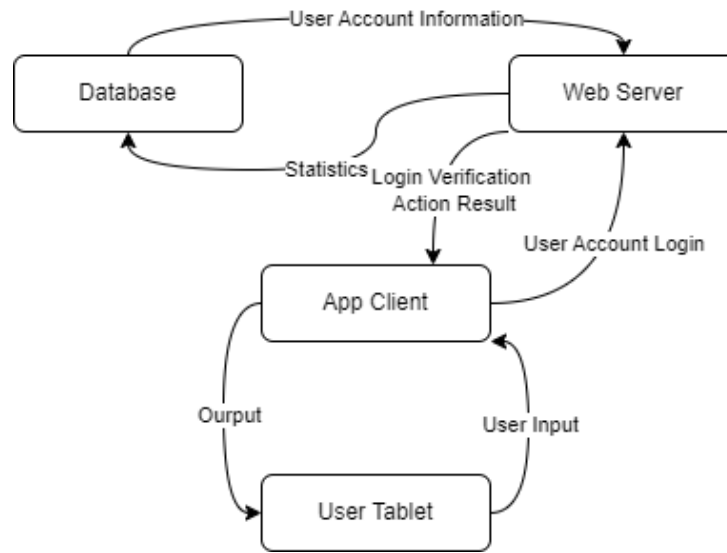 User Account Information
Database
Web Server
Statistics
Login Verification
Action Result
User Account Login
App Client
Ourput
User Input
User Tablet